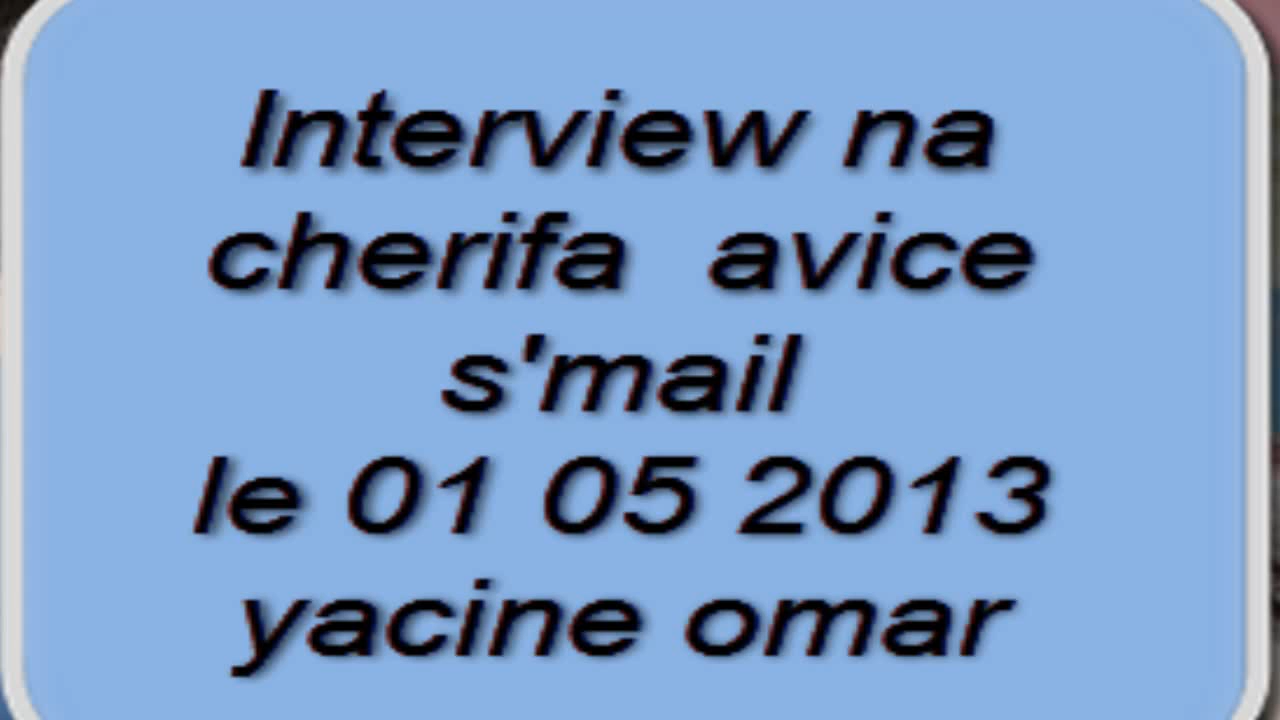 Interview na
cherifa  avice
s'mail
le 01 05 2013
yacine omar